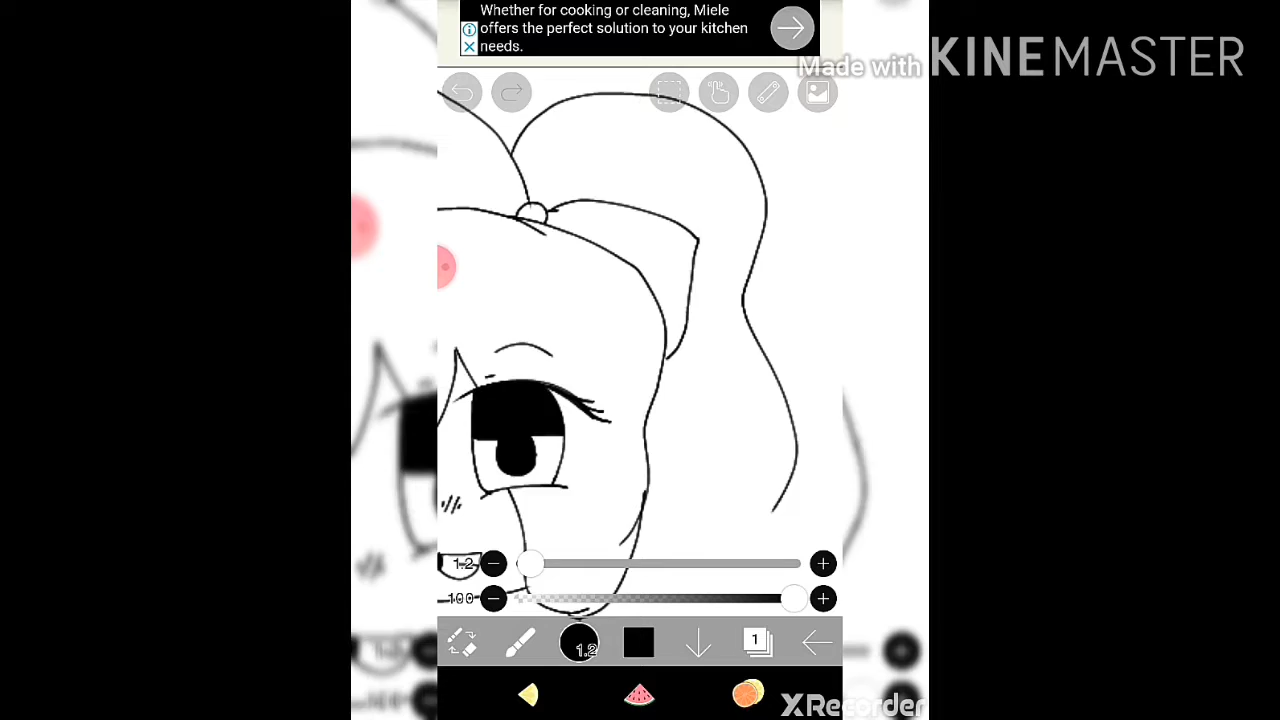 Whether for cooking or cleaning, Miele
offers the perfect solution to your kitchen
needs.
Made with KINEMASTER
1.2
100
1.2
1
XRecorder